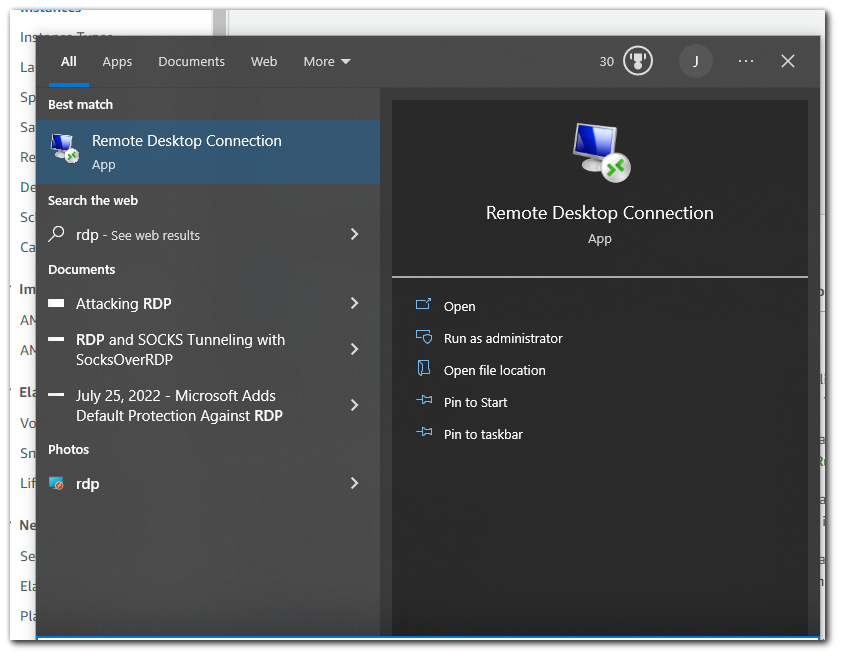 Instances
All
Apps
Documents
Web
More
30
J
Best match
Remote Desktop Connection
App
Search the web
rdp - See web results
Documents
Attacking RDP
RDP and SOCKS Tunneling with
SocksOverRDP
July 25, 2022 - Microsoft Adds
Default Protection Against RDP
Photos
rdp
Remote Desktop Connection
App
Open
Run as administrator
Open file location
Pin to Start
Pin to taskbar